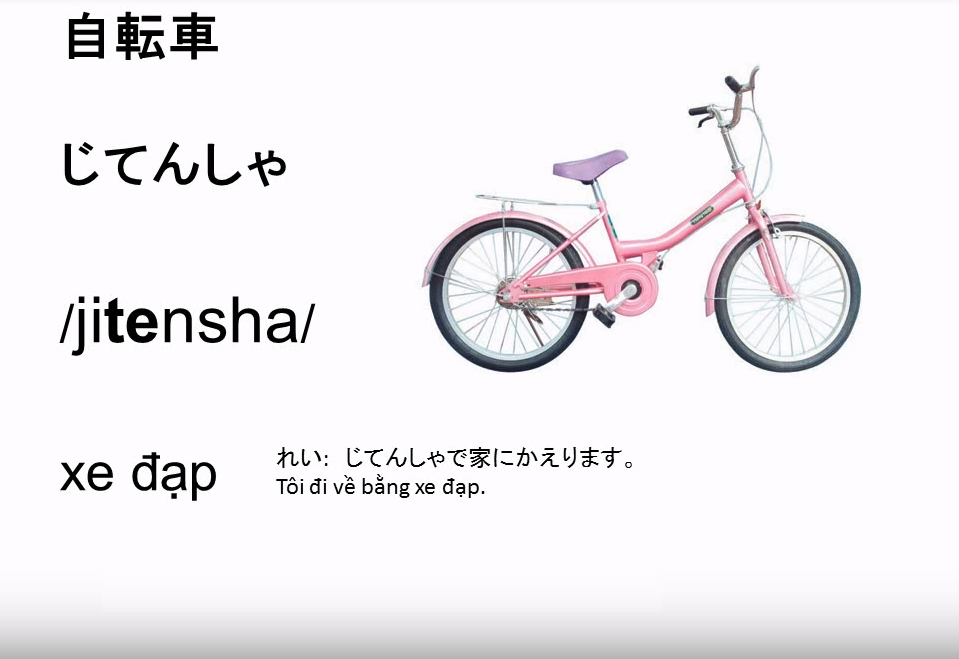 自転車
じてんしゃ
/jitensha/
xe đạp
れい: じてんしゃで家にかえります。
Tôi đi về bằng xe đạp.